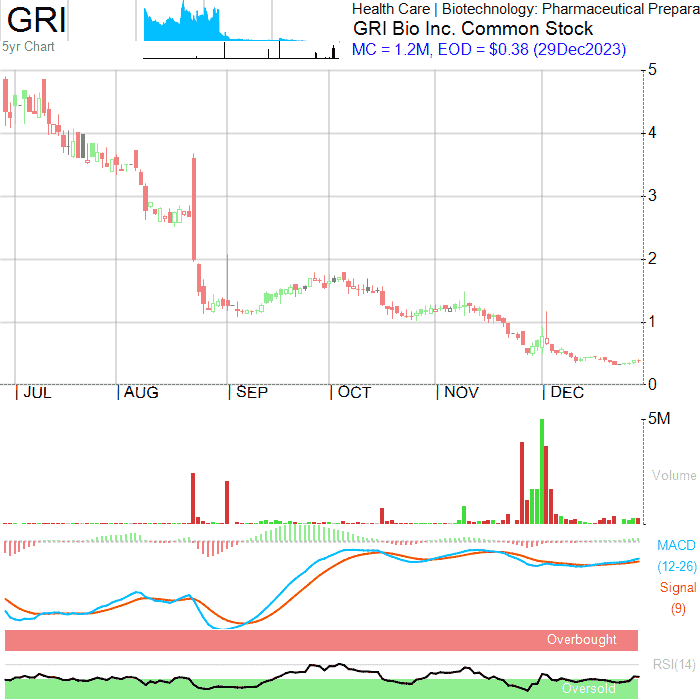 GRI
5yr Chart
Health Care | Biotechnology: Pharmaceutical Prepara
GRI Bio Inc. Common Stock
MC = 1.2M, EOD = $0.38 (29Dec2023)
5
4
3
2
1
0
| JUL | AUG | SEP | OCT | NOV | DEC
5M
Volume
MACD
(12-26)
Signal
(9)
Overbought
RSI(14)
Oversold